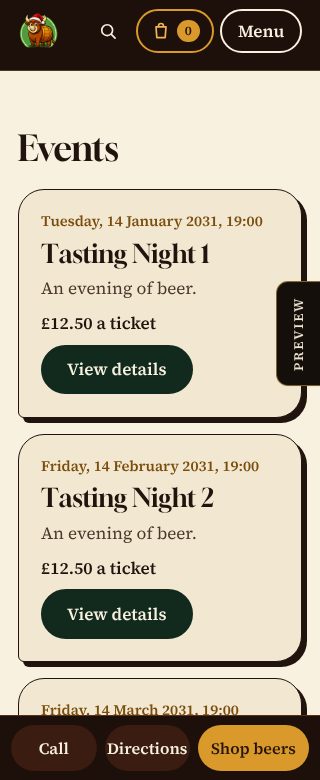 0
Menu
Events
Tuesday, 14 January 2031, 19:00
Tasting Night 1
An evening of beer.
£12.50 a ticket
View details
PREVIEW
Friday, 14 February 2031, 19:00
Tasting Night 2
An evening of beer.
£12.50 a ticket
View details
Friday, 14 March 2031, 19:00
Call
Directions
Shop beers